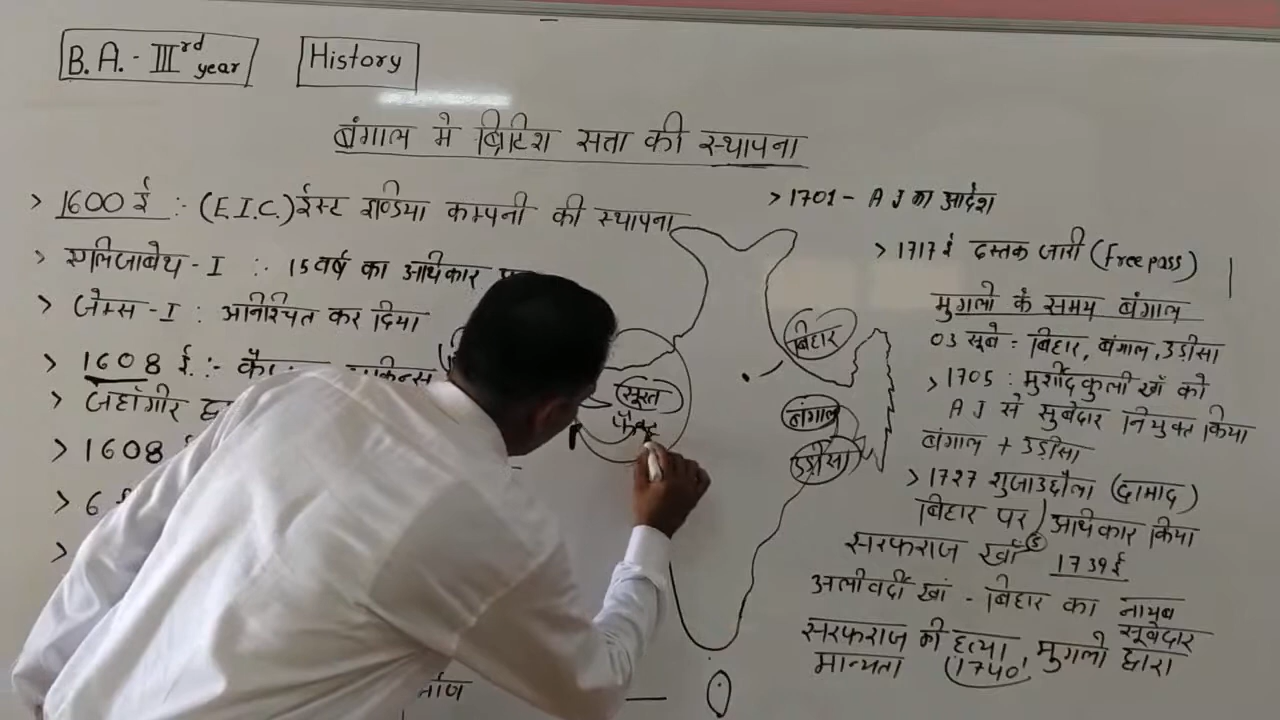 B. A. - III rd year
History
बंगाल मे ब्रिटिश सत्ता की स्थापना
> 1600 ई :- (E.I.C.) ईस्ट इण्डिया कम्पनी की स्थापना
> एलिजाबेथ - I :. 15 वर्ष का अधिकार
> जेम्स - I : अनिश्चित कर दिया
> 1608 ई. :-
> जहाँगीर
> 1608
> 6
>
सूरत
बिहार
बंगाल
उड़ीसा
> 1701 - A J का आदेश
> 1717 ई दस्तक जारी (free pass)
मुगलो के समय बंगाल
03 सूबे = बिहार, बंगाल, उडीसा
> 1705 : मुर्शीदकुली खाँ को
A J से सुबेदार नियुक्त किया
बंगाल + उडीसा
> 1727 शुजाउद्दौला (दामाद)
बिहार पर अधिकार किया
सरफराज खाँ 1739 ई
अलीवर्दी खां - बिहार का नायब
सूबेदार
सरफराज की हत्या, मुगलो द्वारा
मान्यता (1740)